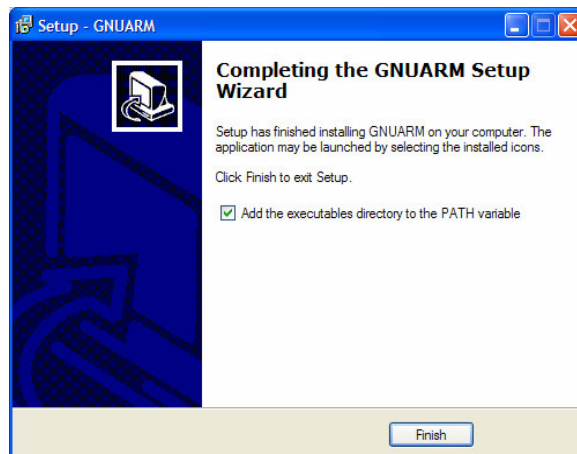 Setup - GNUARM
Completing the GNUARM Setup
Wizard
Setup has finished installing GNUARM on your computer. The
application may be launched by selecting the installed icons.
Click Finish to exit Setup.
Add the executables directory to the PATH variable
Finish